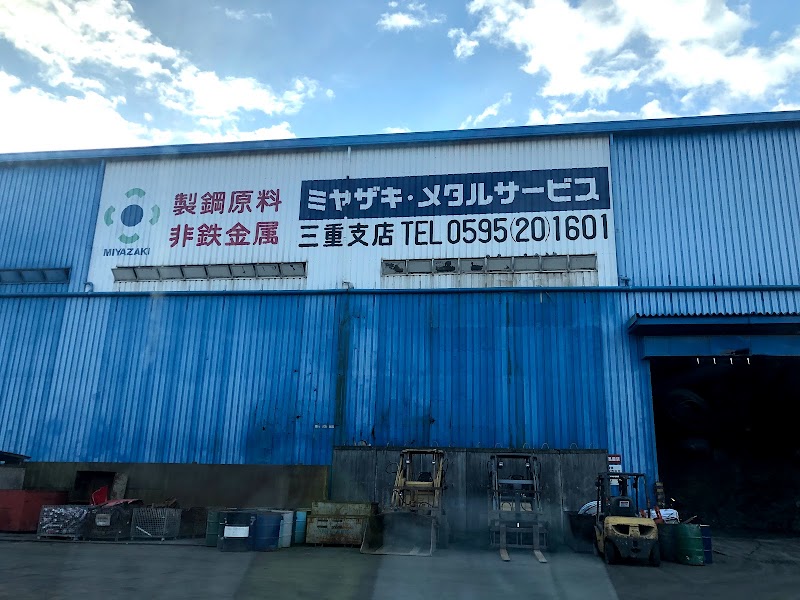 MIYAZAKI
製鋼原料
非鉄金属
ミヤザキ・メタルサービス
三重支店 TEL 0595(20)1601